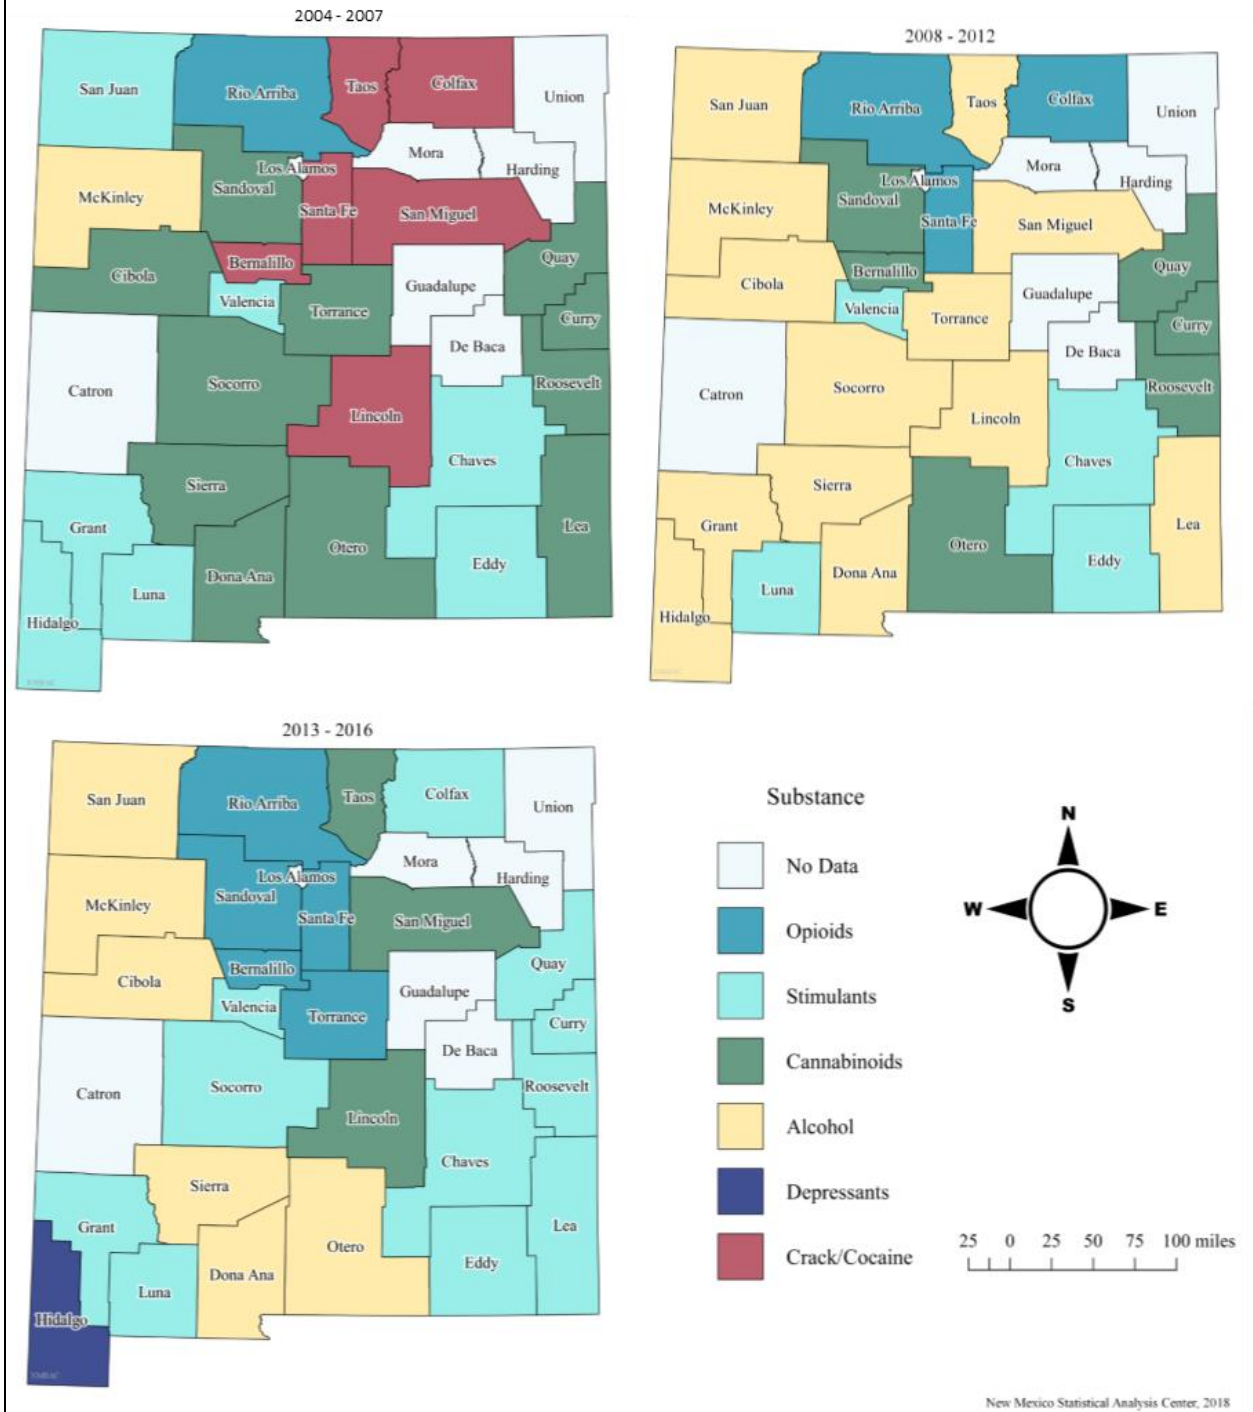 2004 - 2007
San Juan
Rio Arriba
Taos
Colfax
Union
Mora
Harding
Los Alamos
Sandoval
McKinley
Santa Fe
San Miguel
Bernalillo
Quay
Cibola
Valencia
Guadalupe
Torrance
Curry
De Baca
Socorro
Roosevelt
Catron
Lincoln
Chaves
Sierra
Grant
Lea
Otero
Eddy
Dona Ana
Luna
Hidalgo
2008 - 2012
San Juan
Rio Arriba
Taos
Colfax
Union
Mora
Harding
Los Alamos
Sandoval
McKinley
Santa Fe
San Miguel
Bernalillo
Quay
Cibola
Valencia
Guadalupe
Torrance
Curry
De Baca
Socorro
Roosevelt
Catron
Lincoln
Chaves
Sierra
Grant
Lea
Otero
Eddy
Dona Ana
Luna
Hidalgo
2013 - 2016
San Juan
Rio Arriba
Taos
Colfax
Union
Mora
Harding
Los Alamos
Sandoval
McKinley
Santa Fe
San Miguel
Bernalillo
Quay
Cibola
Valencia
Guadalupe
Torrance
Curry
De Baca
Socorro
Roosevelt
Catron
Lincoln
Chaves
Sierra
Grant
Lea
Otero
Eddy
Dona Ana
Luna
Hidalgo
Substance
No Data
Opioids
Stimulants
Cannabinoids
Alcohol
Depressants
Crack/Cocaine
N
W
E
S
25 0 25 50 75 100 miles
New Mexico Statistical Analysis Center, 2018